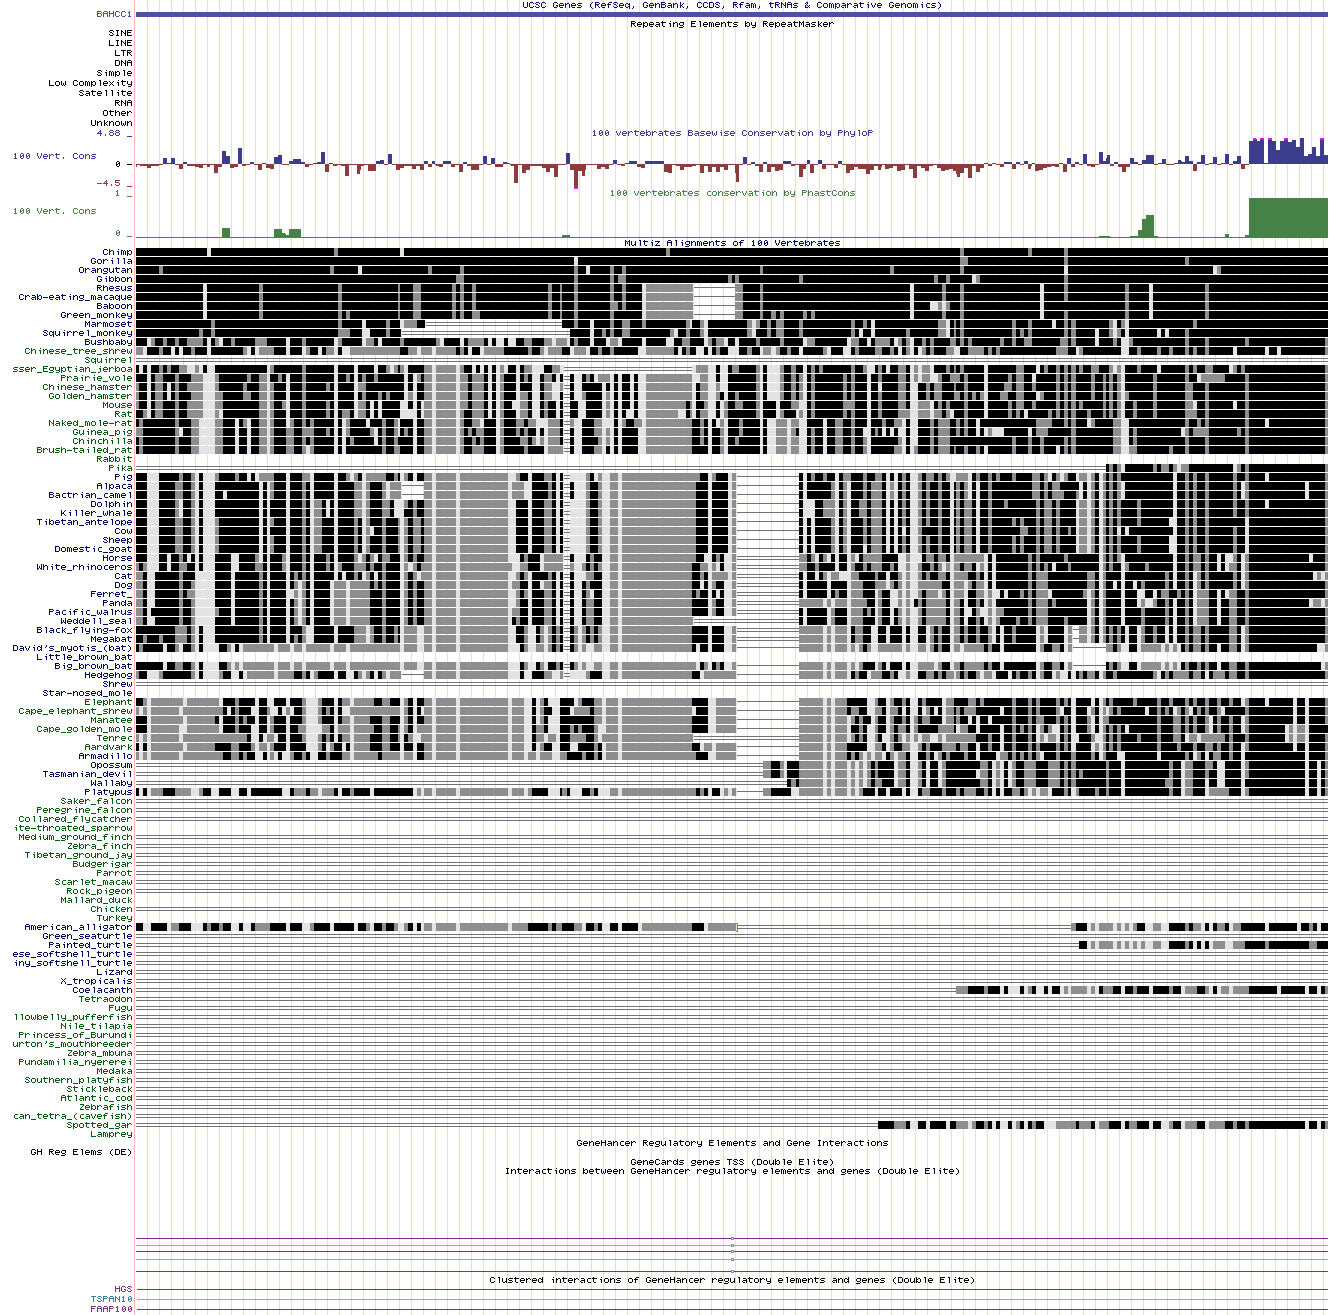 UCSC Genes (RefSeq, GenBank, CCDS, Rfam, tRNAs & Comparative Genomics)
BAHCC1
Repeating Elements by RepeatMasker
SINE
LINE
LTR
DNA
Simple
Low Complexity
Satellite
RNA
Other
Unknown
4.88 _
100 vertebrates Basewise Conservation by PhyloP
100 Vert. Cons
0 -
-4.5 _
1 _
100 vertebrates conservation by PhastCons
100 Vert. Cons
0 _
Multiz Alignments of 100 Vertebrates
Chimp
Gorilla
Orangutan
Gibbon
Rhesus
Crab-eating_macaque
Baboon
Green_monkey
Marmoset
Squirrel_monkey
Bushbaby
Chinese_tree_shrew
Squirrel
sser_Egyptian_jerboa
Prairie_vole
Chinese_hamster
Golden_hamster
Mouse
Rat
Naked_mole-rat
Guinea_pig
Chinchilla
Brush-tailed_rat
Rabbit
Pika
Pig
Alpaca
Bactrian_camel
Dolphin
Killer_whale
Tibetan_antelope
Cow
Sheep
Domestic_goat
Horse
White_rhinoceros
Cat
Dog
Ferret_
Panda
Pacific_walrus
Weddell_seal
Black_flying-fox
Megabat
David's_myotis_(bat)
Little_brown_bat
Big_brown_bat
Hedgehog
Shrew
Star-nosed_mole
Elephant
Cape_elephant_shrew
Manatee
Cape_golden_mole
Tenrec
Aardvark
Armadillo
Opossum
Tasmanian_devil
Wallaby
Platypus
Saker_falcon
Peregrine_falcon
Collared_flycatcher
ite-throated_sparrow
Medium_ground_finch
Zebra_finch
Tibetan_ground_jay
Budgerigar
Parrot
Scarlet_macaw
Rock_pigeon
Mallard_duck
Chicken
Turkey
American_alligator
Green_seaturtle
Painted_turtle
ese_softshell_turtle
iny_softshell_turtle
Lizard
X_tropicalis
Coelacanth
Tetraodon
Fugu
llowbelly_pufferfish
Nile_tilapia
Princess_of_Burundi
urton's_mouthbreeder
Zebra_mbuna
Pundamilia_nyererei
Medaka
Southern_platyfish
Stickleback
Atlantic_cod
Zebrafish
can_tetra_(cavefish)
Spotted_gar
Lamprey
GeneHancer Regulatory Elements and Gene Interactions
GH Reg Elems (DE)
GeneCards genes TSS (Double Elite)
Interactions between GeneHancer regulatory elements and genes (Double Elite)
Clustered interactions of GeneHancer regulatory elements and genes (Double Elite)
HGS
TSPAN10
FAAP100